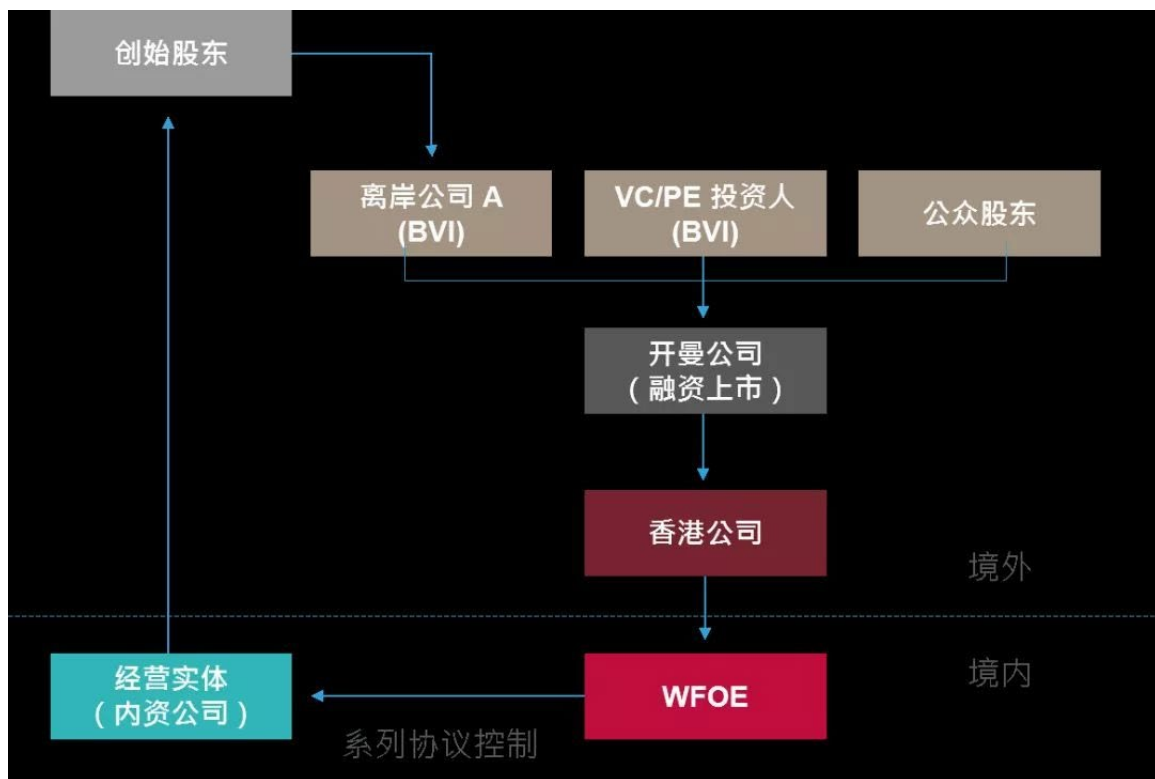 创始股东
离岸公司 A
(BVI)
VC/PE 投资人
(BVI)
公众股东
开曼公司
（融资上市）
香港公司
境外
经营实体
（内资公司）
WFOE
境内
系列协议控制